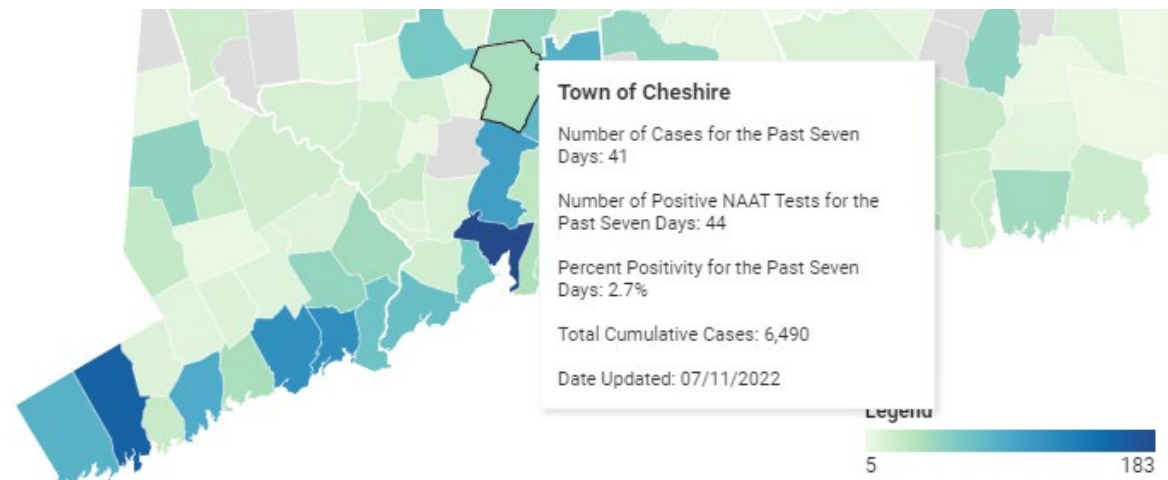 Town of Cheshire
Number of Cases for the Past Seven
Days: 41
Number of Positive NAAT Tests for the
Past Seven Days: 44
Percent Positivity for the Past Seven
Days: 2.7%
Total Cumulative Cases: 6,490
Date Updated: 07/11/2022
Legend
5 183